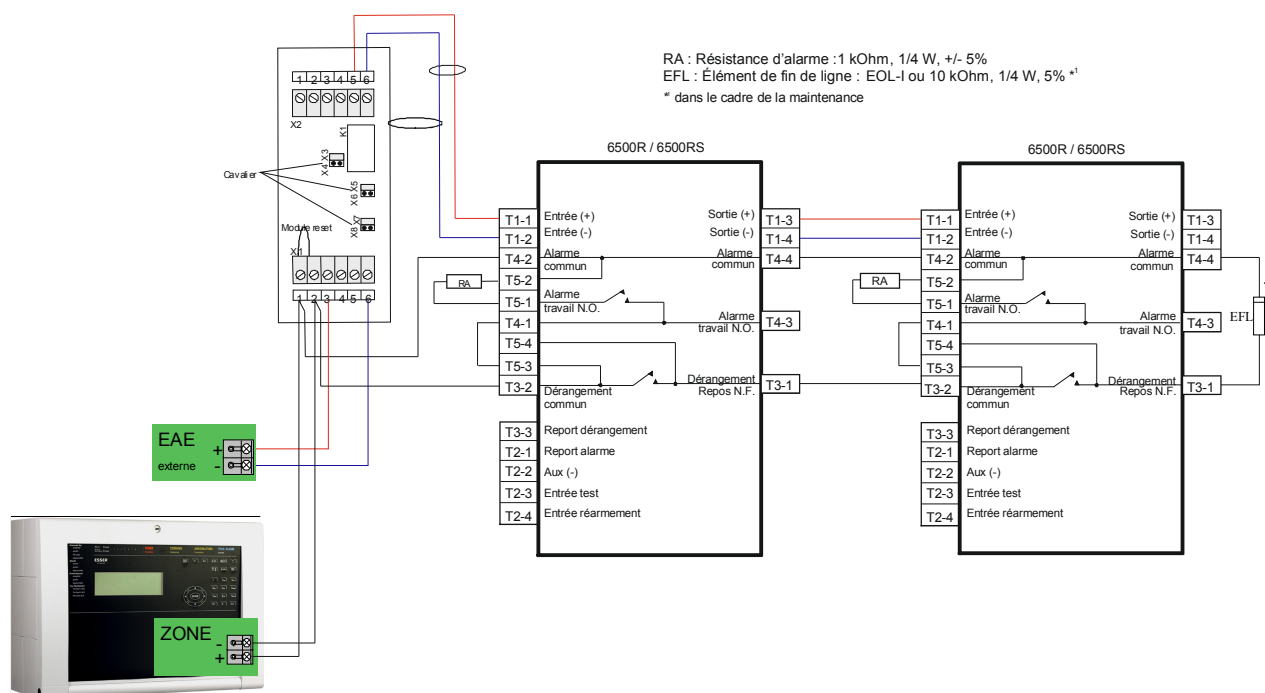 RA : Résistance d'alarme :1 kOhm, 1/4 W, +/- 5%
EFL : Élément de fin de ligne : EOL-I ou 10 kOhm, 1/4 W, 5% *¹
*¹ dans le cadre de la maintenance
1 2 3 4 5 6
X2
K1
X4 X3
Cavalier
X6 X5
X8 X7
Module reset
X1
1 2 3 4 5 6
6500R / 6500RS
T1-1 Entrée (+) Sortie (+) T1-3
T1-2 Entrée (-) Sortie (-) T1-4
T4-2 Alarme commun Alarme commun T4-4
RA T5-2
T5-1 Alarme travail N.O.
T4-1 Alarme travail N.O. T4-3
T5-4
T5-3
T3-2 Dérangement commun Dérangement Repos N.F. T3-1
T3-3 Report dérangement
T2-1 Report alarme
T2-2 Aux (-)
T2-3 Entrée test
T2-4 Entrée réarmement
6500R / 6500RS
T1-1 Entrée (+) Sortie (+) T1-3
T1-2 Entrée (-) Sortie (-) T1-4
T4-2 Alarme commun Alarme commun T4-4
RA T5-2
T5-1 Alarme travail N.O.
T4-1 Alarme travail N.O. T4-3
T5-4
T5-3
T3-2 Dérangement commun Dérangement Repos N.F. T3-1
EFL
T3-3 Report dérangement
T2-1 Report alarme
T2-2 Aux (-)
T2-3 Entrée test
T2-4 Entrée réarmement
EAE
externe
+
-
ESSER
ZONE
-
+